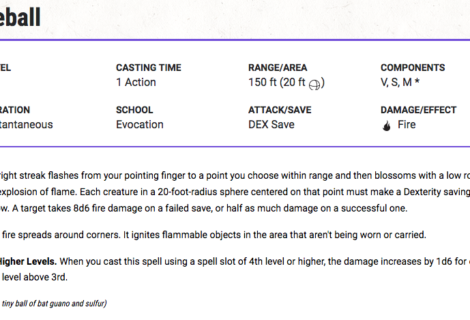 eball
EL
CASTING TIME
RANGE/AREA
COMPONENTS
1 Action
150 ft (20 ft )
V, S, M *
RATION
SCHOOL
ATTACK/SAVE
DAMAGE/EFFECT
tantaneous
Evocation
DEX Save
Fire
right streak flashes from your pointing finger to a point you choose within range and then blossoms with a low ro
explosion of flame. Each creature in a 20-foot-radius sphere centered on that point must make a Dexterity saving
w. A target takes 8d6 fire damage on a failed save, or half as much damage on a successful one.
fire spreads around corners. It ignites flammable objects in the area that aren't being worn or carried.
Higher Levels. When you cast this spell using a spell slot of 4th level or higher, the damage increases by 1d6 for
level above 3rd.
tiny ball of bat guano and sulfur)